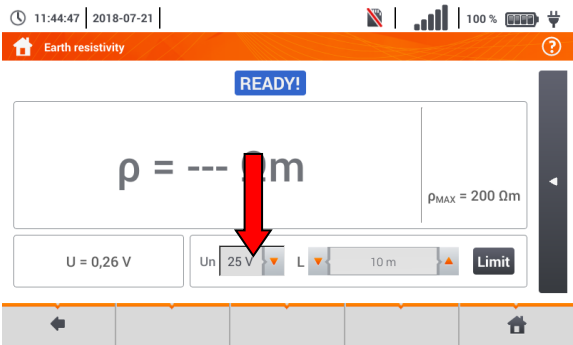 11:44:47 2018-07-21 100 %
Earth resistivity ?
READY!
ρ = --- Ωm
ρMAX = 200 Ωm
U = 0,26 V Un 25 V L 10 m Limit